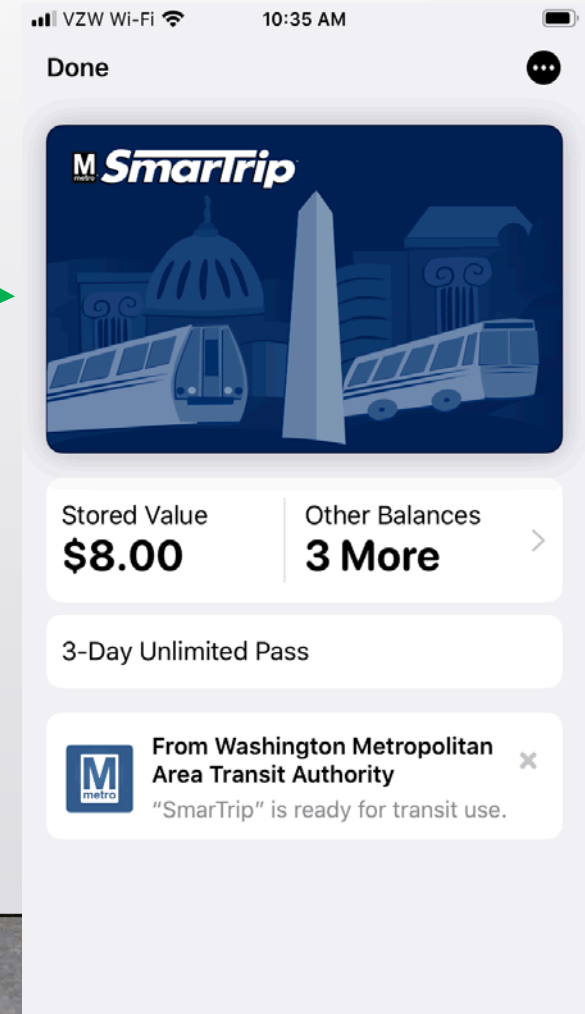 VZW Wi-Fi 10:35 AM
Done
M metro SmarTrip
Stored Value
$8.00
Other Balances
3 More
3-Day Unlimited Pass
M metro
From Washington Metropolitan
Area Transit Authority
“SmarTrip” is ready for transit use.